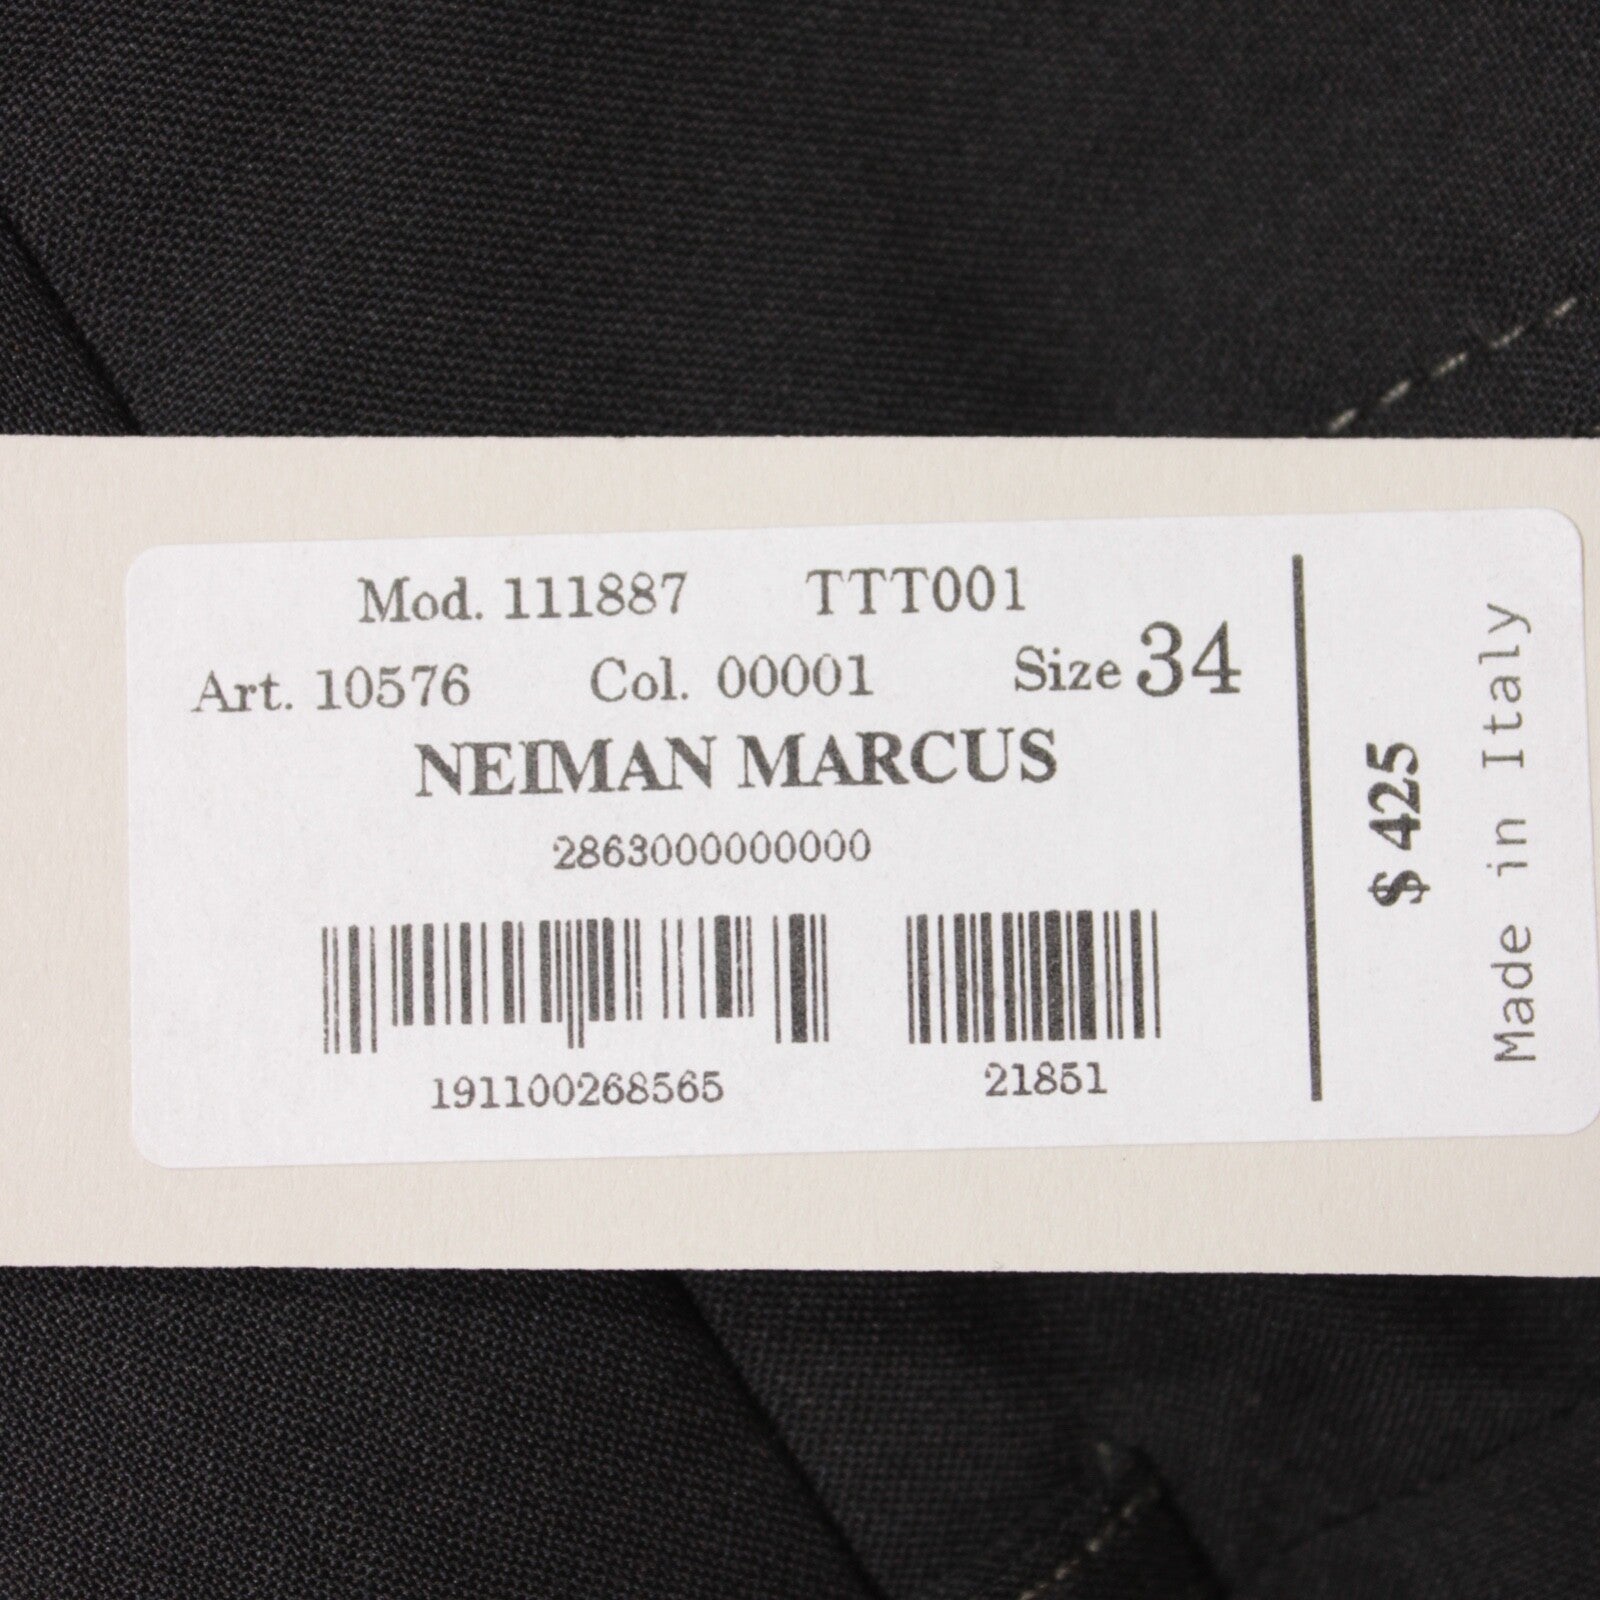 Mod. 111887 TTT001
Art. 10576 Col. 00001 Size 34
NEIMAN MARCUS
2863000000000
191100268565 21851
$ 425
Made in Italy